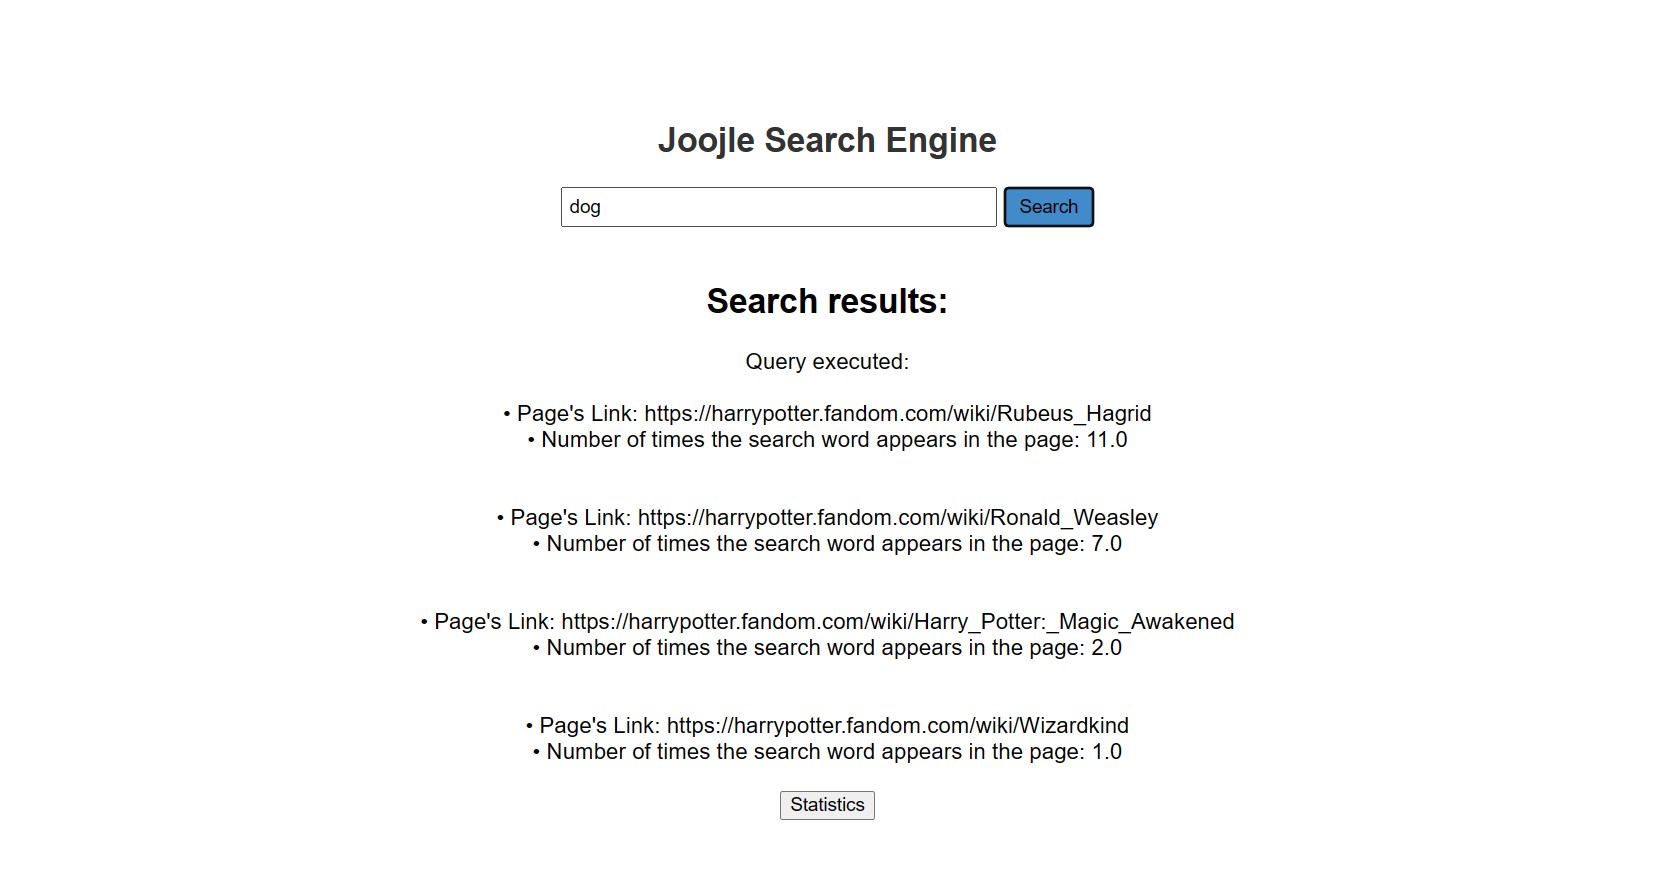 Joojle Search Engine
dog
Search
Search results:
Query executed:
• Page's Link: https://harrypotter.fandom.com/wiki/Rubeus_Hagrid
• Number of times the search word appears in the page: 11.0
• Page's Link: https://harrypotter.fandom.com/wiki/Ronald_Weasley
• Number of times the search word appears in the page: 7.0
• Page's Link: https://harrypotter.fandom.com/wiki/Harry_Potter:_Magic_Awakened
• Number of times the search word appears in the page: 2.0
• Page's Link: https://harrypotter.fandom.com/wiki/Wizardkind
• Number of times the search word appears in the page: 1.0
Statistics